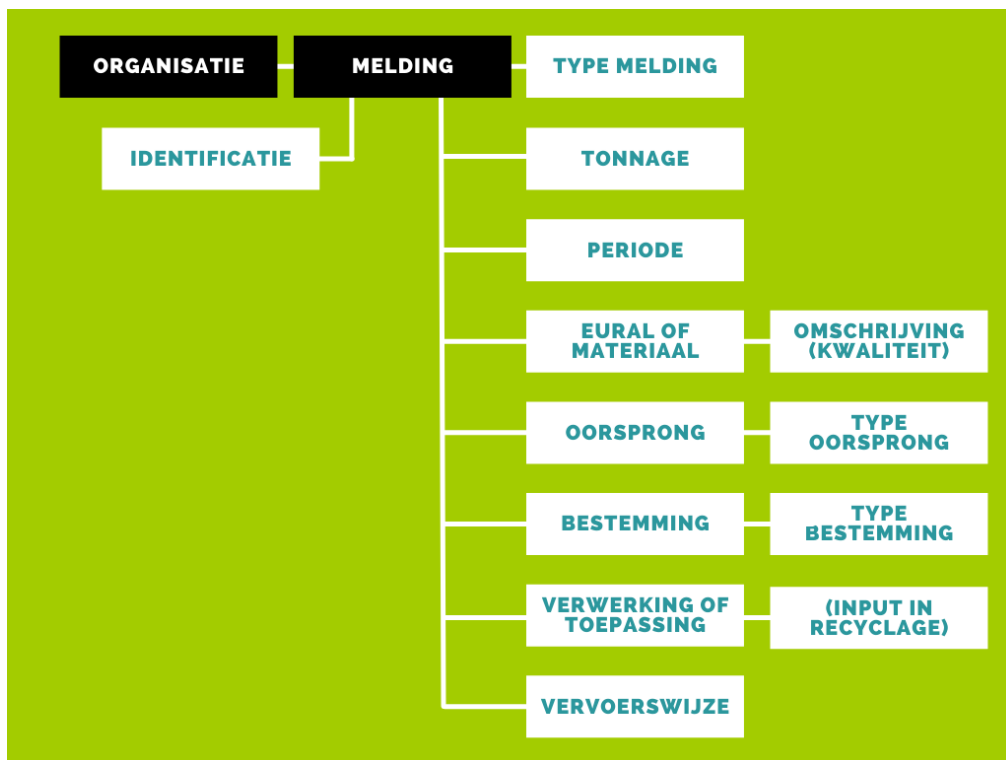 ORGANISATIE
MELDING
TYPE MELDING
IDENTIFICATIE
TONNAGE
PERIODE
EURAL OF
MATERIAAL
OMSCHRIJVING
(KWALITEIT)
OORSPRONG
TYPE
OORSPRONG
BESTEMMING
TYPE
BESTEMMING
VERWERKING OF
TOEPASSING
(INPUT IN
RECYCLAGE)
VERVOERSWIJZE